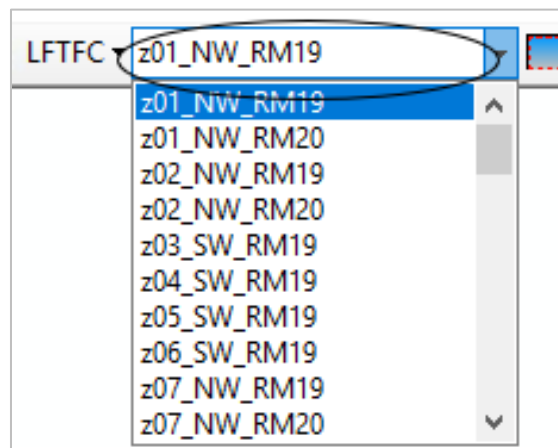 LFTFC z01_NW_RM19
z01_NW_RM19
z01_NW_RM20
z02_NW_RM19
z02_NW_RM20
z03_SW_RM19
z04_SW_RM19
z05_SW_RM19
z06_SW_RM19
z07_NW_RM19
z07_NW_RM20